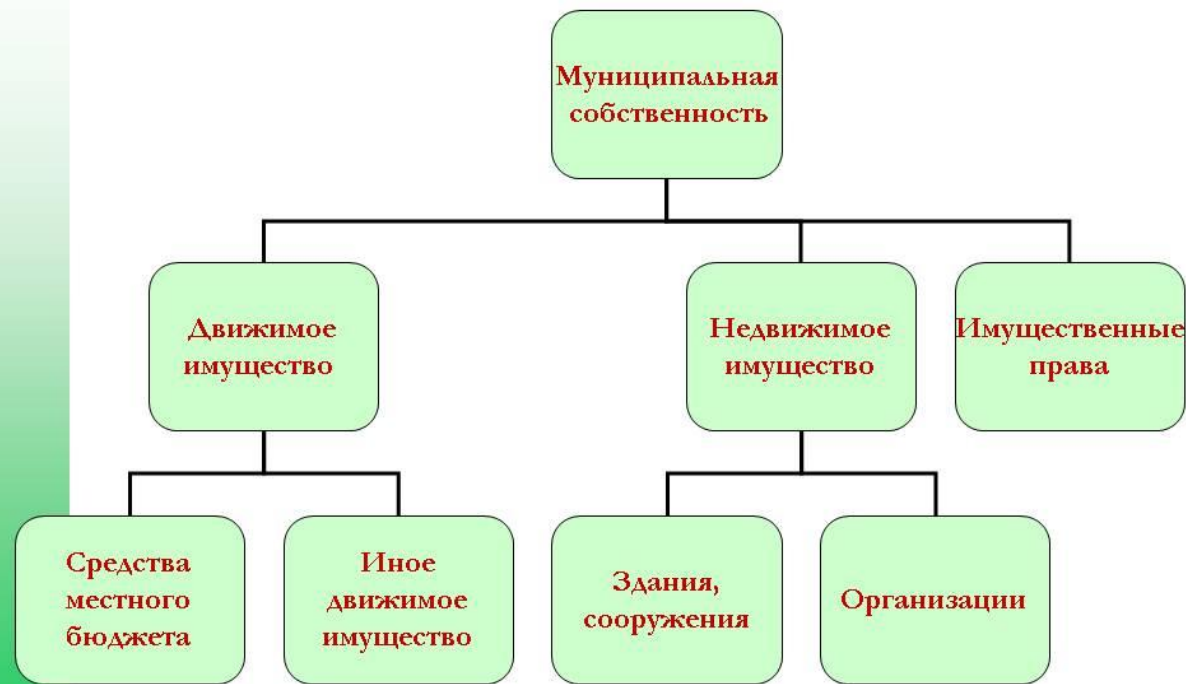 Муниципальная
собственность
Движимое
имущество
Недвижимое
имущество
Имущественные
права
Средства
местного
бюджета
Иное
движимое
имущество
Здания,
сооружения
Организации